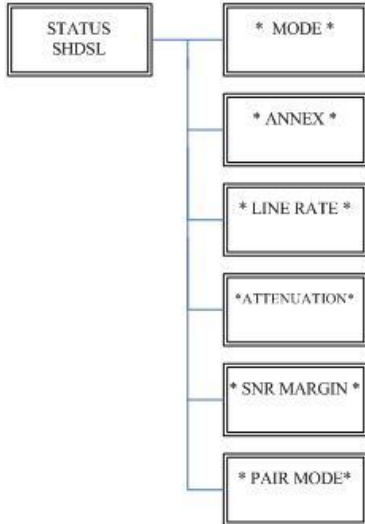 STATUS
SHDSL
* MODE *
* ANNEX *
* LINE RATE *
*ATTENUATION*
* SNR MARGIN *
* PAIR MODE*